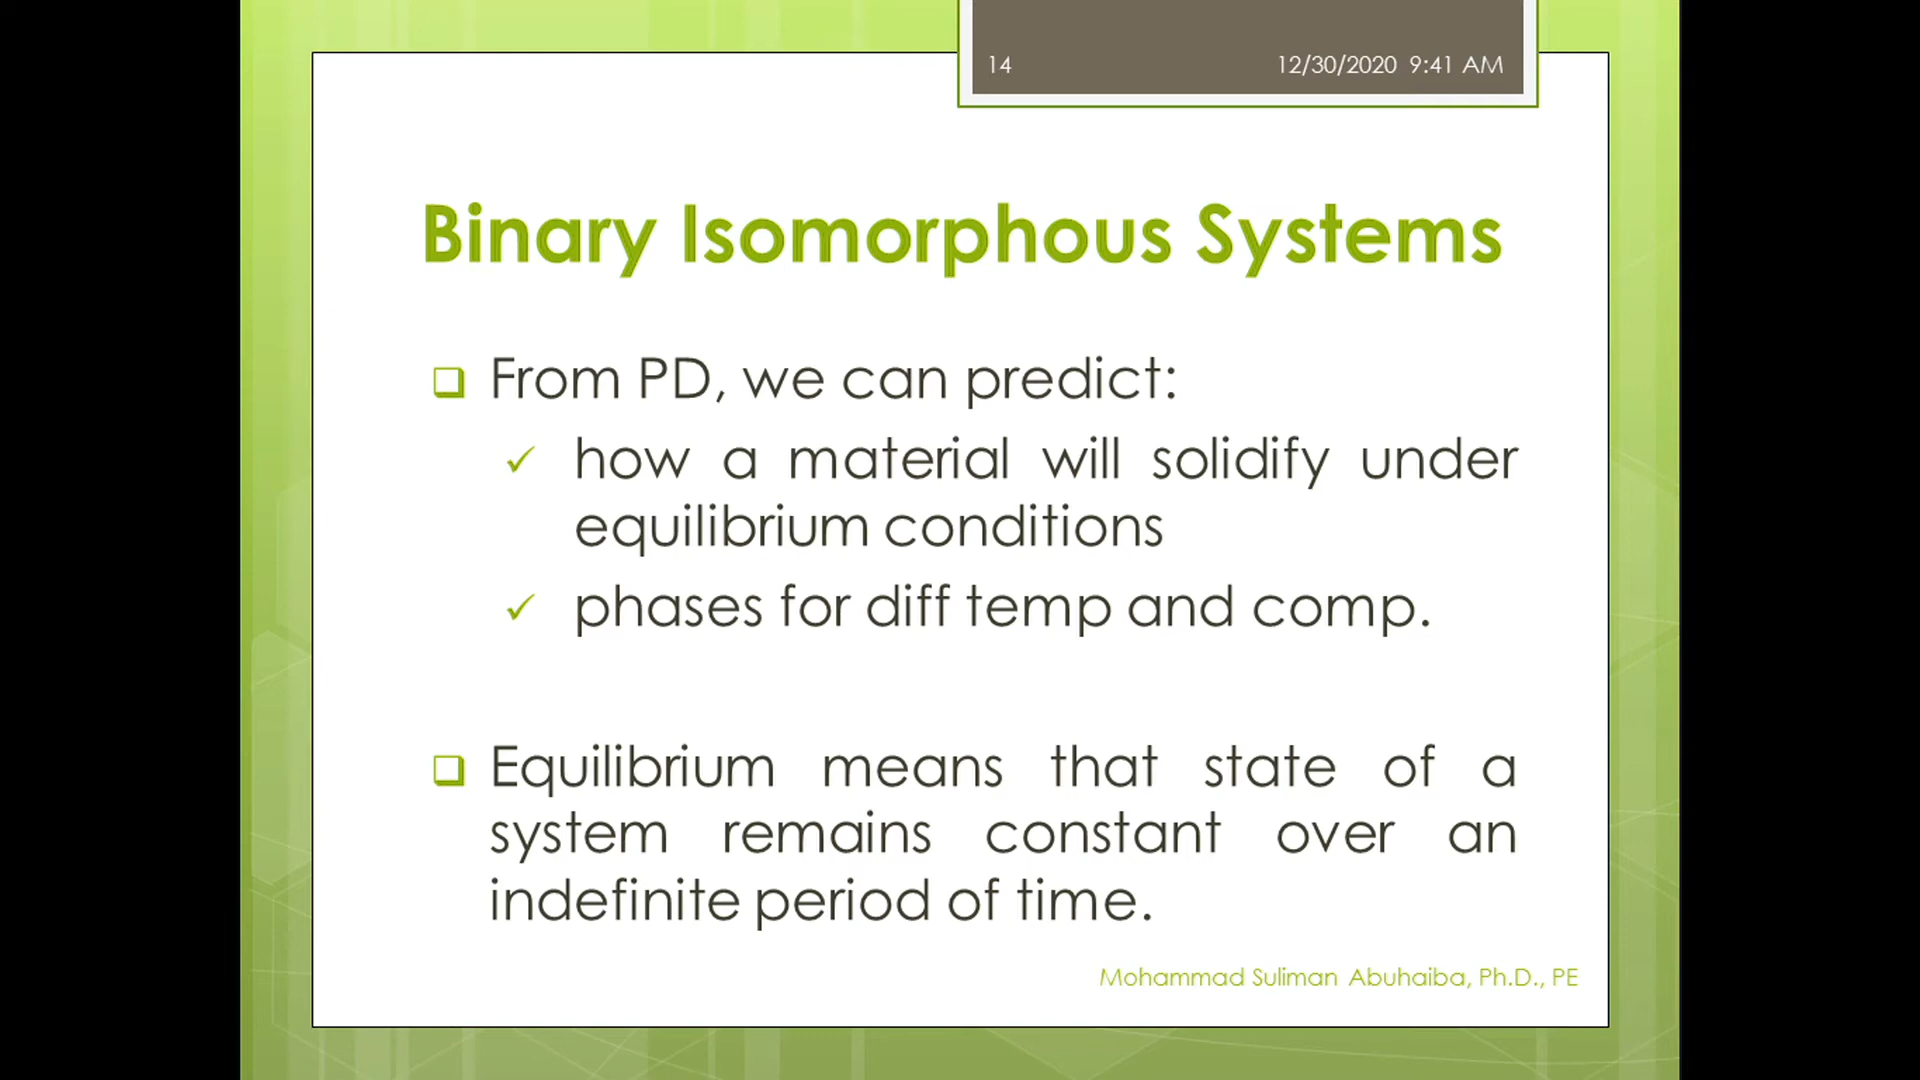 14 12/30/2020 9:41 AM
Binary Isomorphous Systems
From PD, we can predict:
how a material will solidify under
equilibrium conditions
phases for diff temp and comp.
Equilibrium means that state of a
system remains constant over an
indefinite period of time.
Mohammad Suliman Abuhaiba, Ph.D., PE